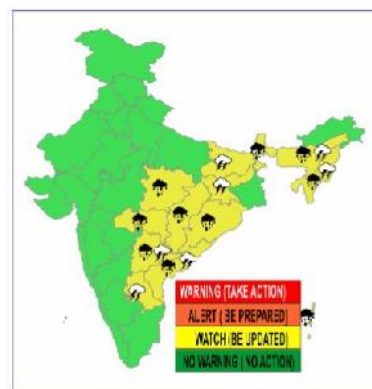 WARNING (TAKE ACTION)
ALERT ( BE PREPARED)
WATCH (BE UPDATED)
NO WARNING ( NO ACTION)